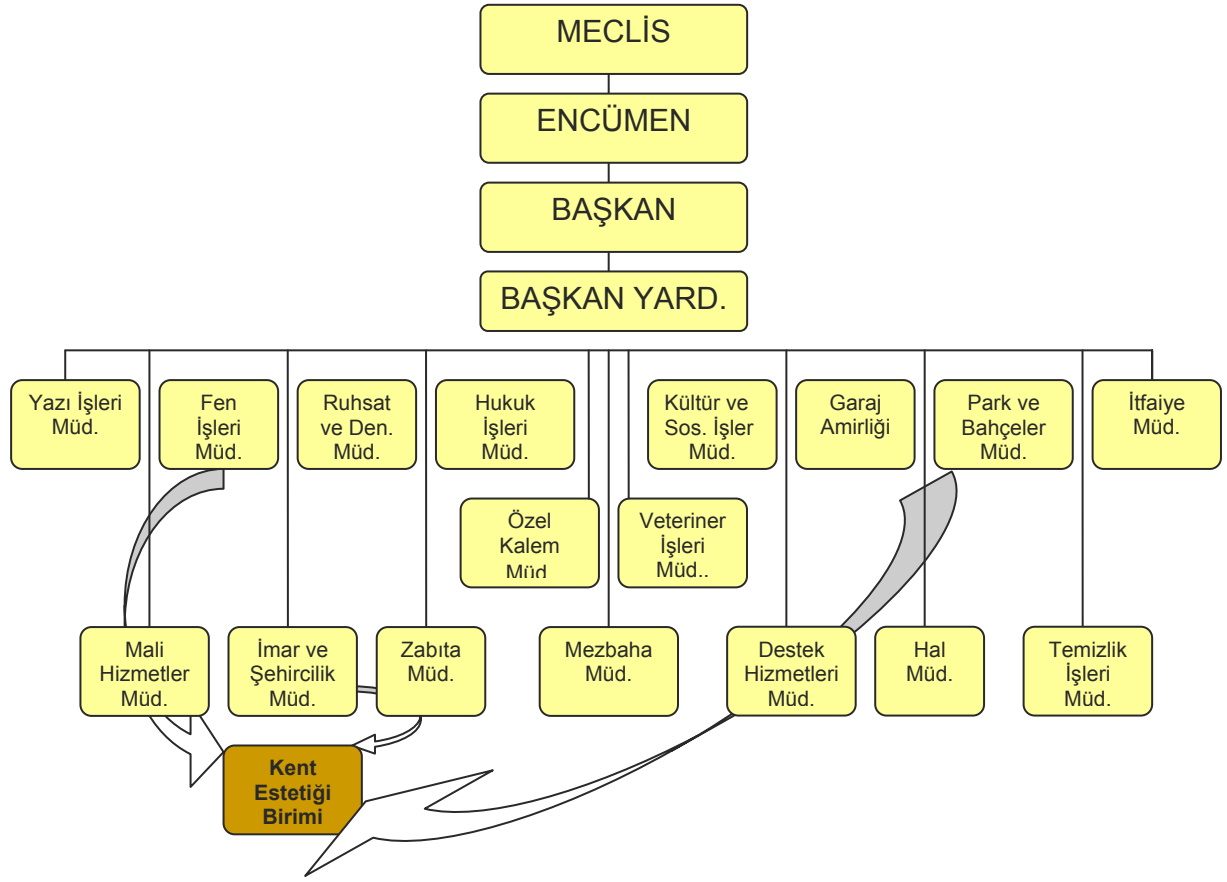 MECLİS
ENCÜMEN
BAŞKAN
BAŞKAN YARD.
Yazı İşleri
Müd.
Fen
İşleri
Müd.
Ruhsat
ve Den.
Müd.
Hukuk
İşleri
Müd.
Kültür ve
Sos. İşler
Müd.
Garaj
Amirliği
Park ve
Bahçeler
Müd.
İtfaiye
Müd.
Özel
Kalem
Müd
Veteriner
İşleri
Müd..
Mali
Hizmetler
Müd.
İmar ve
Şehircilik
Müd.
Zabıta
Müd.
Mezbaha
Müd.
Destek
Hizmetleri
Müd.
Hal
Müd.
Temizlik
İşleri
Müd.
Kent
Estetiği
Birimi